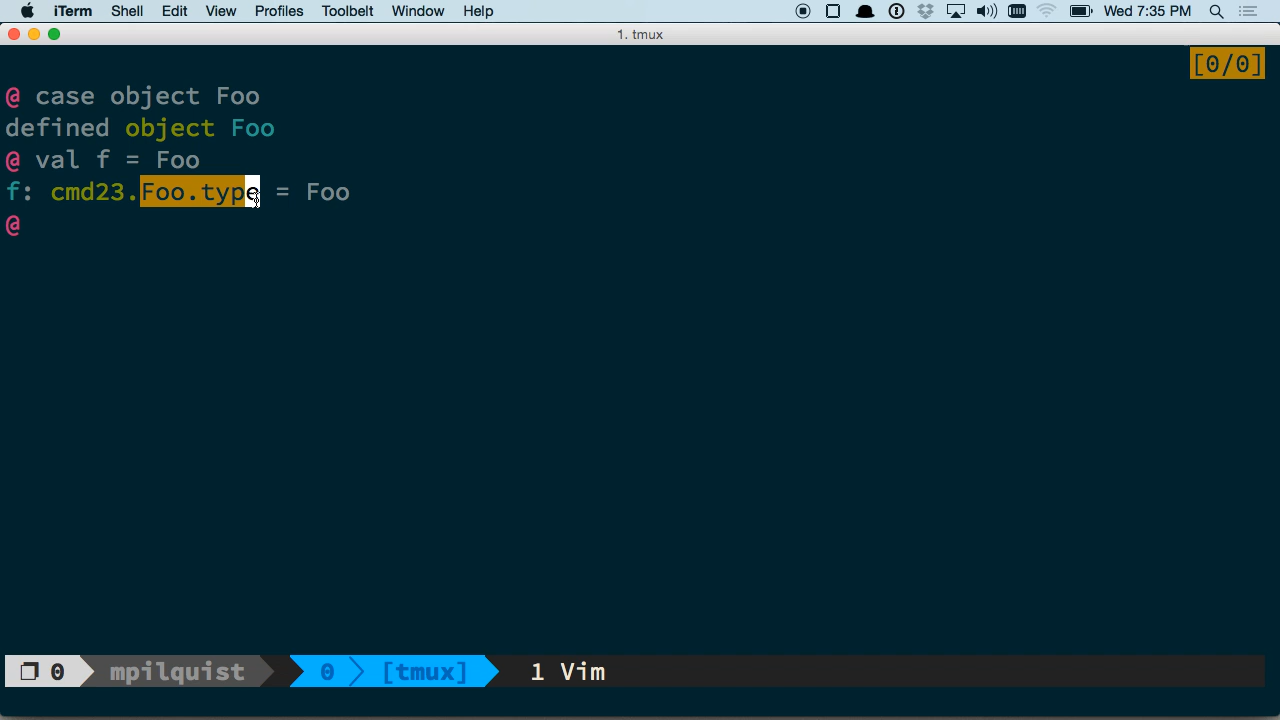 iTerm Shell Edit View Profiles Toolbelt Window Help Wed 7:35 PM
1. tmux
[0/0]
@ case object Foo
defined object Foo
@ val f = Foo
f: cmd23.Foo.type = Foo
@
0 mpilquist 0 [tmux] 1 Vim